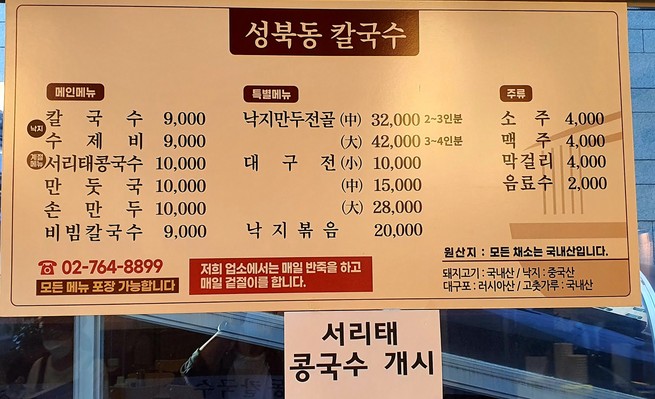 성북동 칼국수
메인메뉴
낙지
칼국수 9,000
수제비 9,000
계절메뉴
서리태콩국수 10,000
만둣국 10,000
손만두 10,000
비빔칼국수 9,000
특별메뉴
낙지만두전골 (中) 32,000 2~3인분
(大) 42,000 3~4인분
대구전 (小) 10,000
(中) 15,000
(大) 28,000
낙지볶음 20,000
주류
소주 4,000
맥주 4,000
막걸리 4,000
음료수 2,000
☎ 02-764-8899
모든 메뉴 포장 가능합니다
저희 업소에서는 매일 반죽을 하고
매일 겉절이를 합니다.
원산지 : 모든 채소는 국내산입니다.
돼지고기 : 국내산 / 낙지 : 중국산
대구포 : 러시아산 / 고춧가루 : 국내산
서리태
콩국수 개시